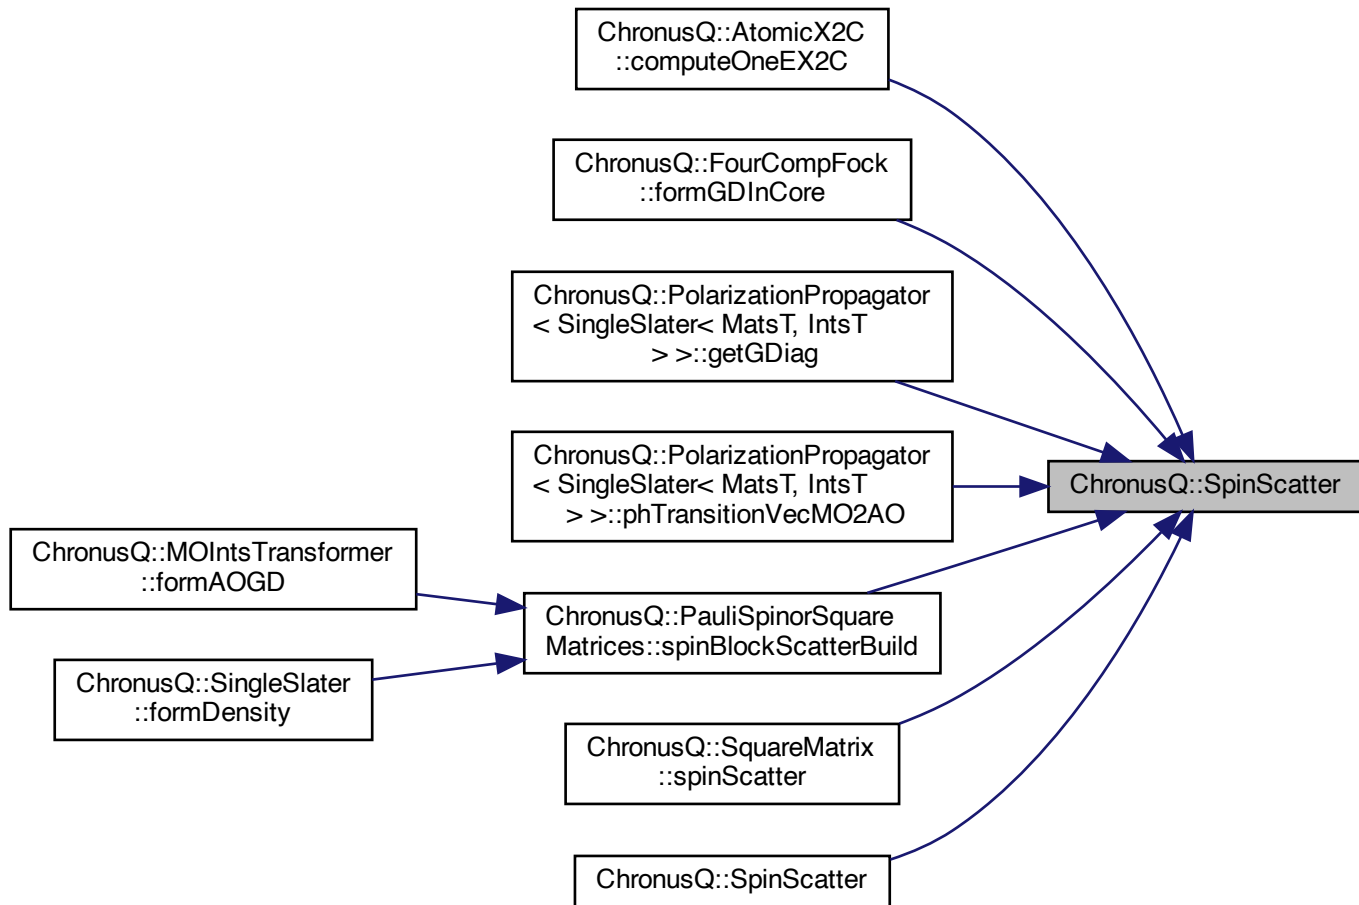 ChronusQ::AtomicX2C
::computeOneEX2C
ChronusQ::FourCompFock
::formGDInCore
ChronusQ::PolarizationPropagator
< SingleSlater< MatsT, IntsT
> >::getGDiag
ChronusQ::PolarizationPropagator
< SingleSlater< MatsT, IntsT
> >::phTransitionVecMO2AO
ChronusQ::SpinScatter
ChronusQ::MOIntsTransformer
::formAOGD
ChronusQ::PauliSpinorSquare
Matrices::spinBlockScatterBuild
ChronusQ::SingleSlater
::formDensity
ChronusQ::SquareMatrix
::spinScatter
ChronusQ::SpinScatter